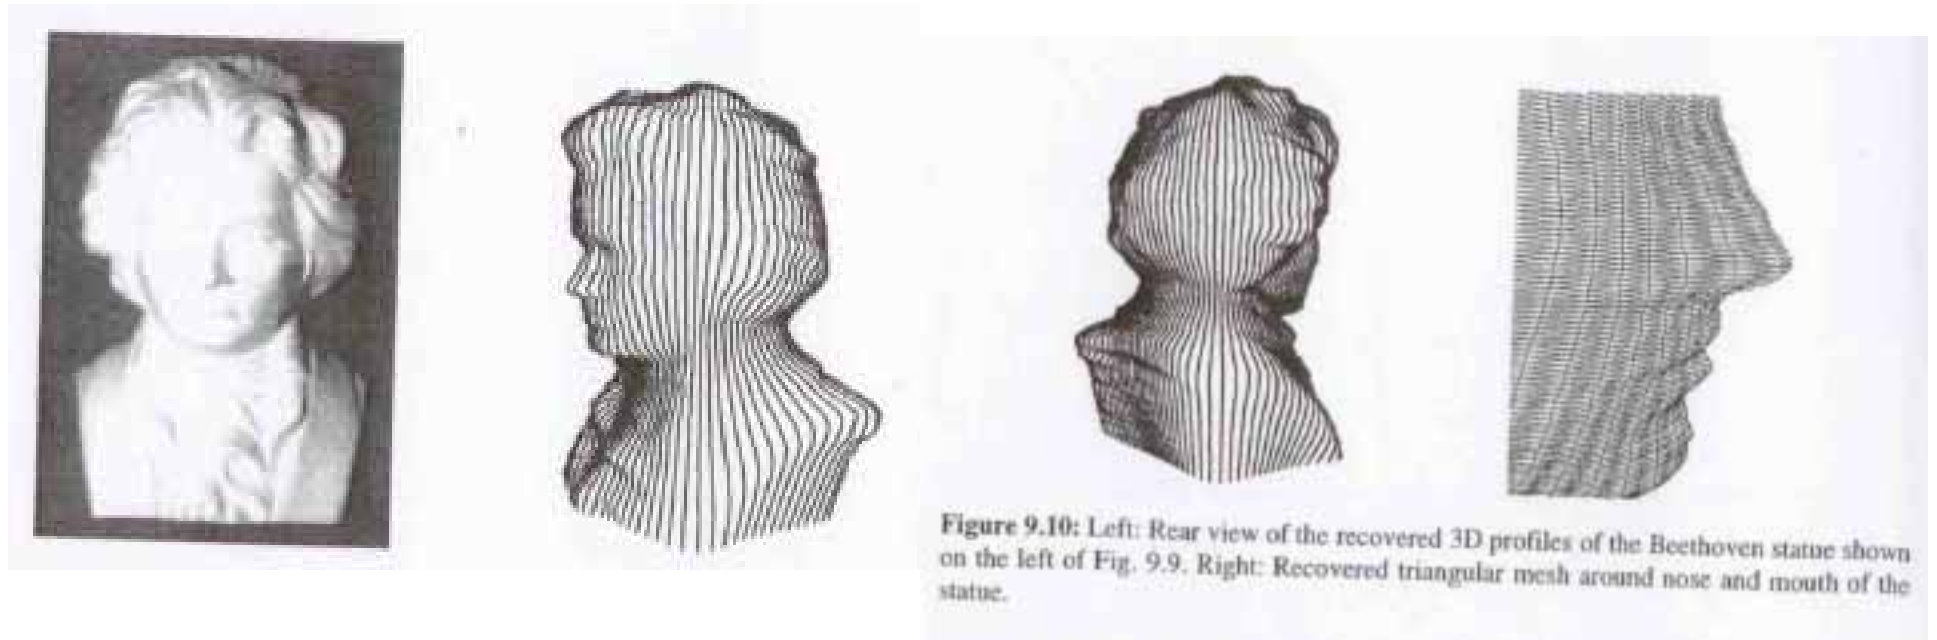 Figure 9.10: Left: Rear view of the recovered 3D profiles of the Beethoven statue shown
on the left of Fig. 9.9. Right: Recovered triangular mesh around nose and mouth of the
statue.